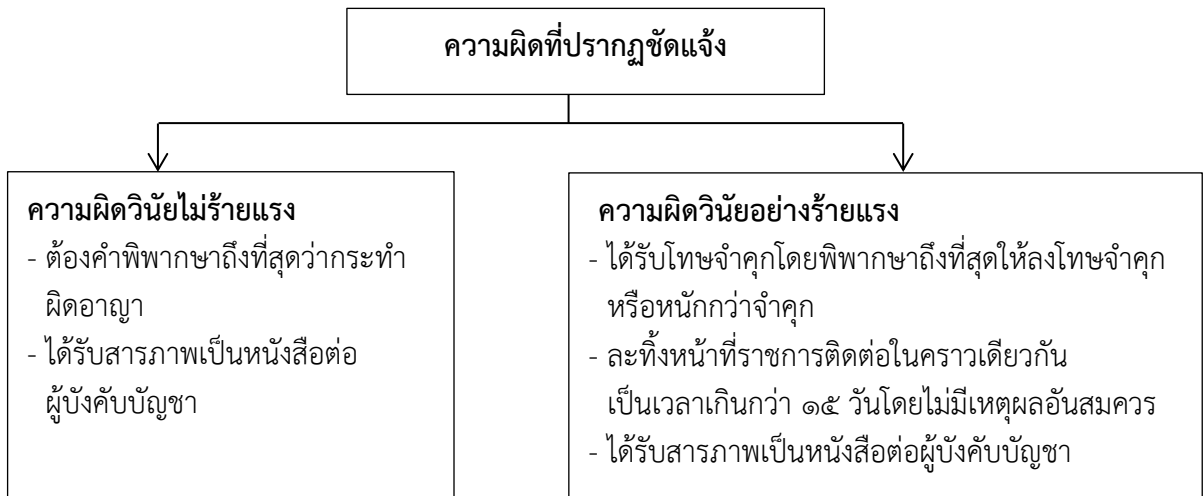 ความผิดที่ปรากฏชัดแจ้ง
ความผิดวินัยไม่ร้ายแรง
- ต้องคำพิพากษาถึงที่สุดว่ากระทำ
ผิดอาญา
- ได้รับสารภาพเป็นหนังสือต่อ
ผู้บังคับบัญชา
ความผิดวินัยอย่างร้ายแรง
- ได้รับโทษจำคุกโดยพิพากษาถึงที่สุดให้ลงโทษจำคุก
หรือหนักกว่าจำคุก
- ละทิ้งหน้าที่ราชการติดต่อในคราวเดียวกัน
เป็นเวลาเกินกว่า ๑๕ วันโดยไม่มีเหตุผลอันสมควร
- ได้รับสารภาพเป็นหนังสือต่อผู้บังคับบัญชา